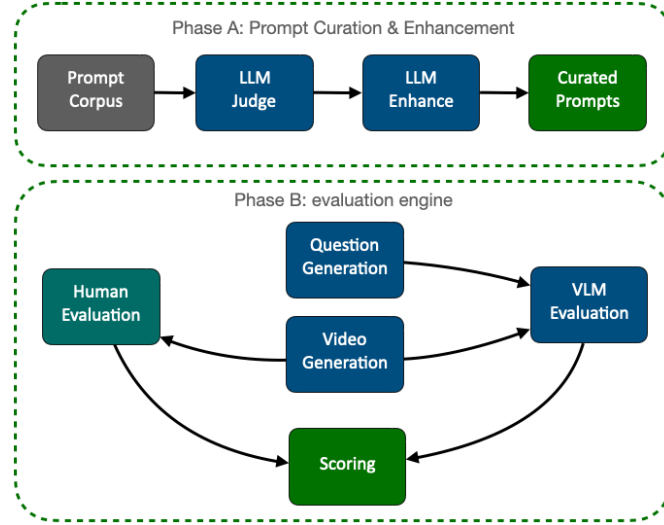 Phase A: Prompt Curation & Enhancement
Prompt
Corpus
LLM
Judge
LLM
Enhance
Curated
Prompts
Phase B: evaluation engine
Question
Generation
Human
Evaluation
VLM
Evaluation
Video
Generation
Scoring